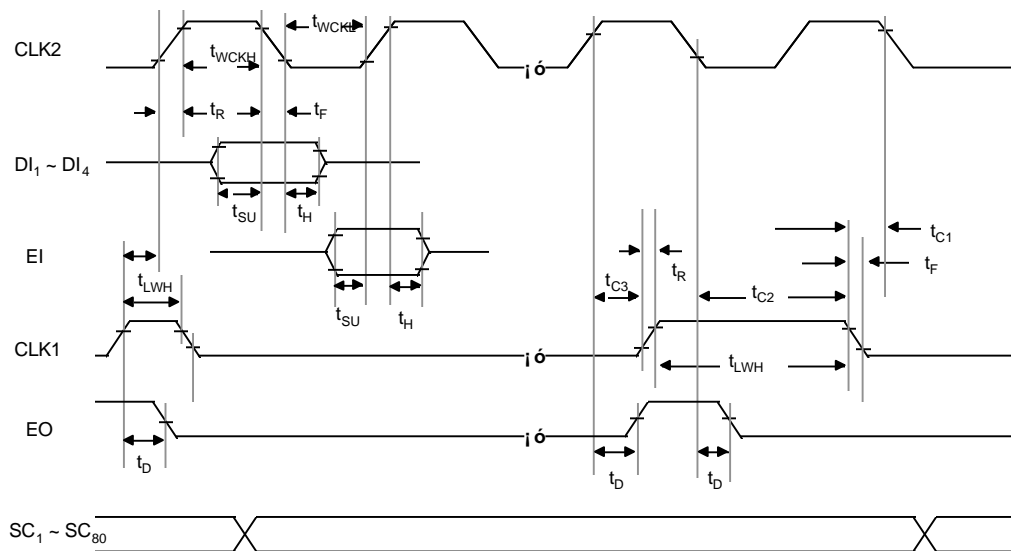 CLK2
tWCKH
tWCKL
¡ ó
tR
tF
DI1 ~ DI4
tSU
tH
EI
tLWH
tSU
tH
tC3
tR
tC2
tC1
tF
CLK1
¡ ó
tLWH
EO
¡ ó
tD
tD
tD
SC1 ~ SC80